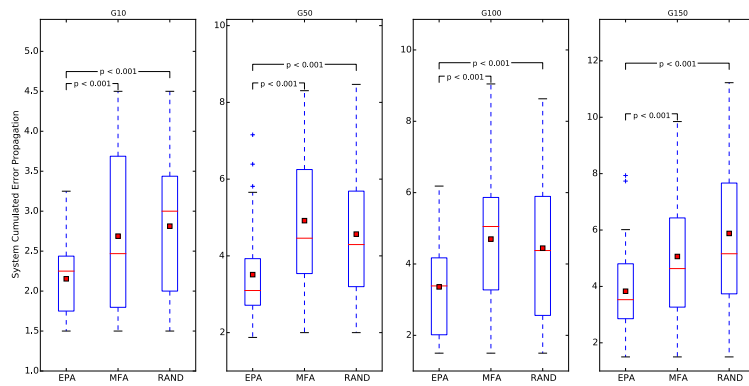 G10
G50
G100
G150
System Cumulated Error Propagation
5.0
4.5
4.0
3.5
3.0
2.5
2.0
1.5
1.0
p < 0.001
p < 0.001
EPA
MFA
RAND
10
8
6
4
2
p < 0.001
p < 0.001
EPA
MFA
RAND
10
8
6
4
2
p < 0.001
p < 0.001
EPA
MFA
RAND
12
10
8
6
4
2
p < 0.001
p < 0.001
EPA
MFA
RAND